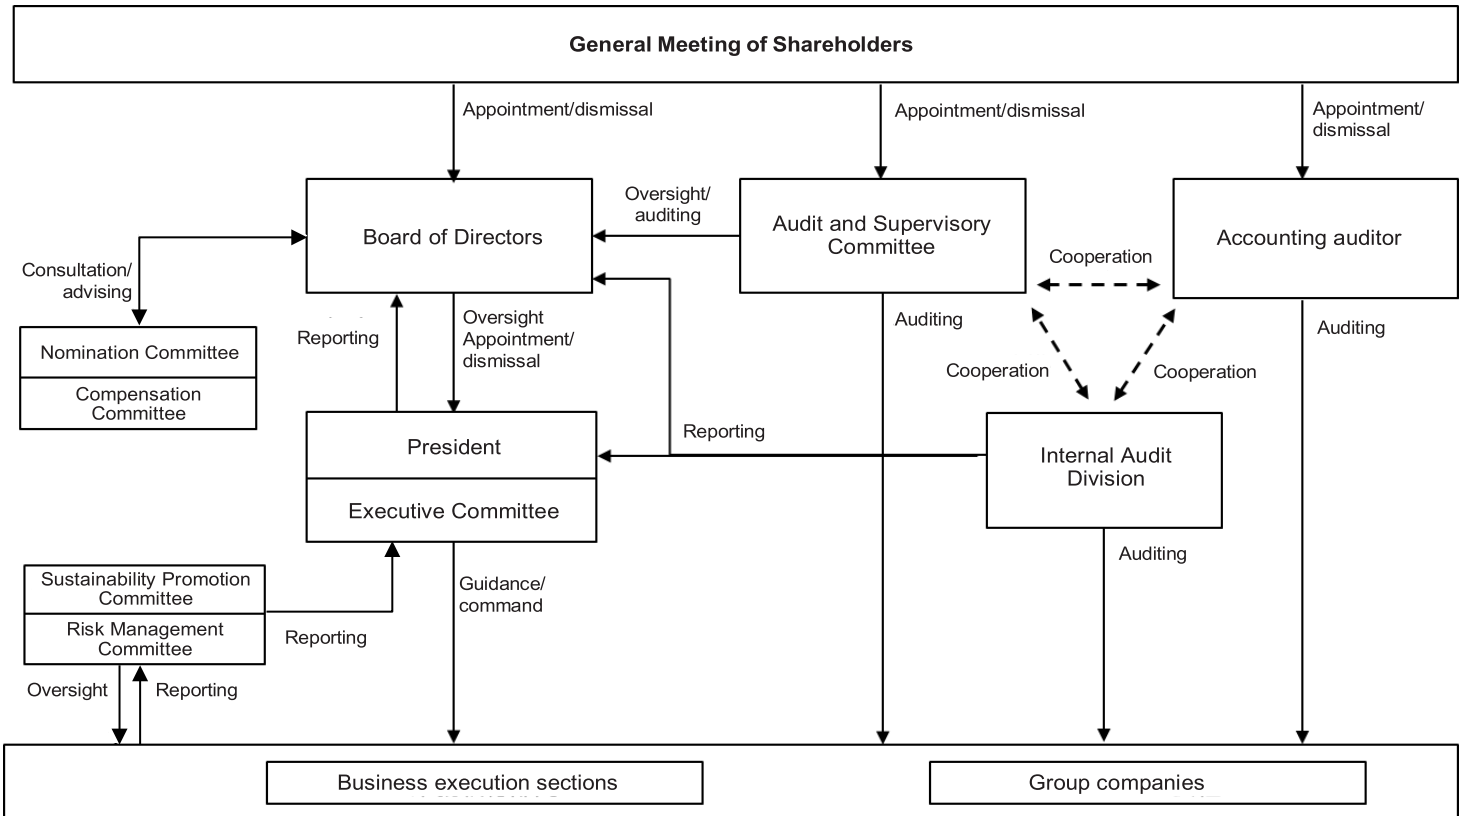 General Meeting of Shareholders
Appointment/dismissal
Appointment/dismissal
Appointment/
dismissal
Board of Directors
Oversight/
auditing
Audit and Supervisory
Committee
Accounting auditor
Cooperation
Consultation/
advising
Nomination Committee
Compensation
Committee
Reporting
Oversight
Appointment/
dismissal
Auditing
Auditing
Cooperation
Cooperation
President
Executive Committee
Reporting
Internal Audit
Division
Auditing
Sustainability Promotion
Committee
Risk Management
Committee
Reporting
Guidance/
command
Oversight
Reporting
Business execution sections
Group companies